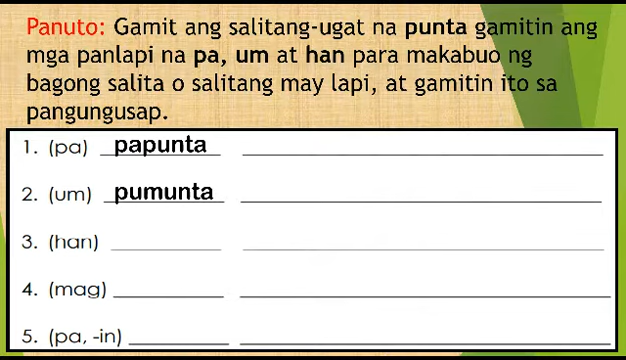 Panuto: Gamit ang salitang-ugat na punta gamitin ang
mga panlapi na pa, um at han para makabuo ng
bagong salita o salitang may lapi, at gamitin ito sa
pangungusap.
1. (pa) papunta
2. (um) pumunta
3. (han)
4. (mag)
5. (pa, -in)